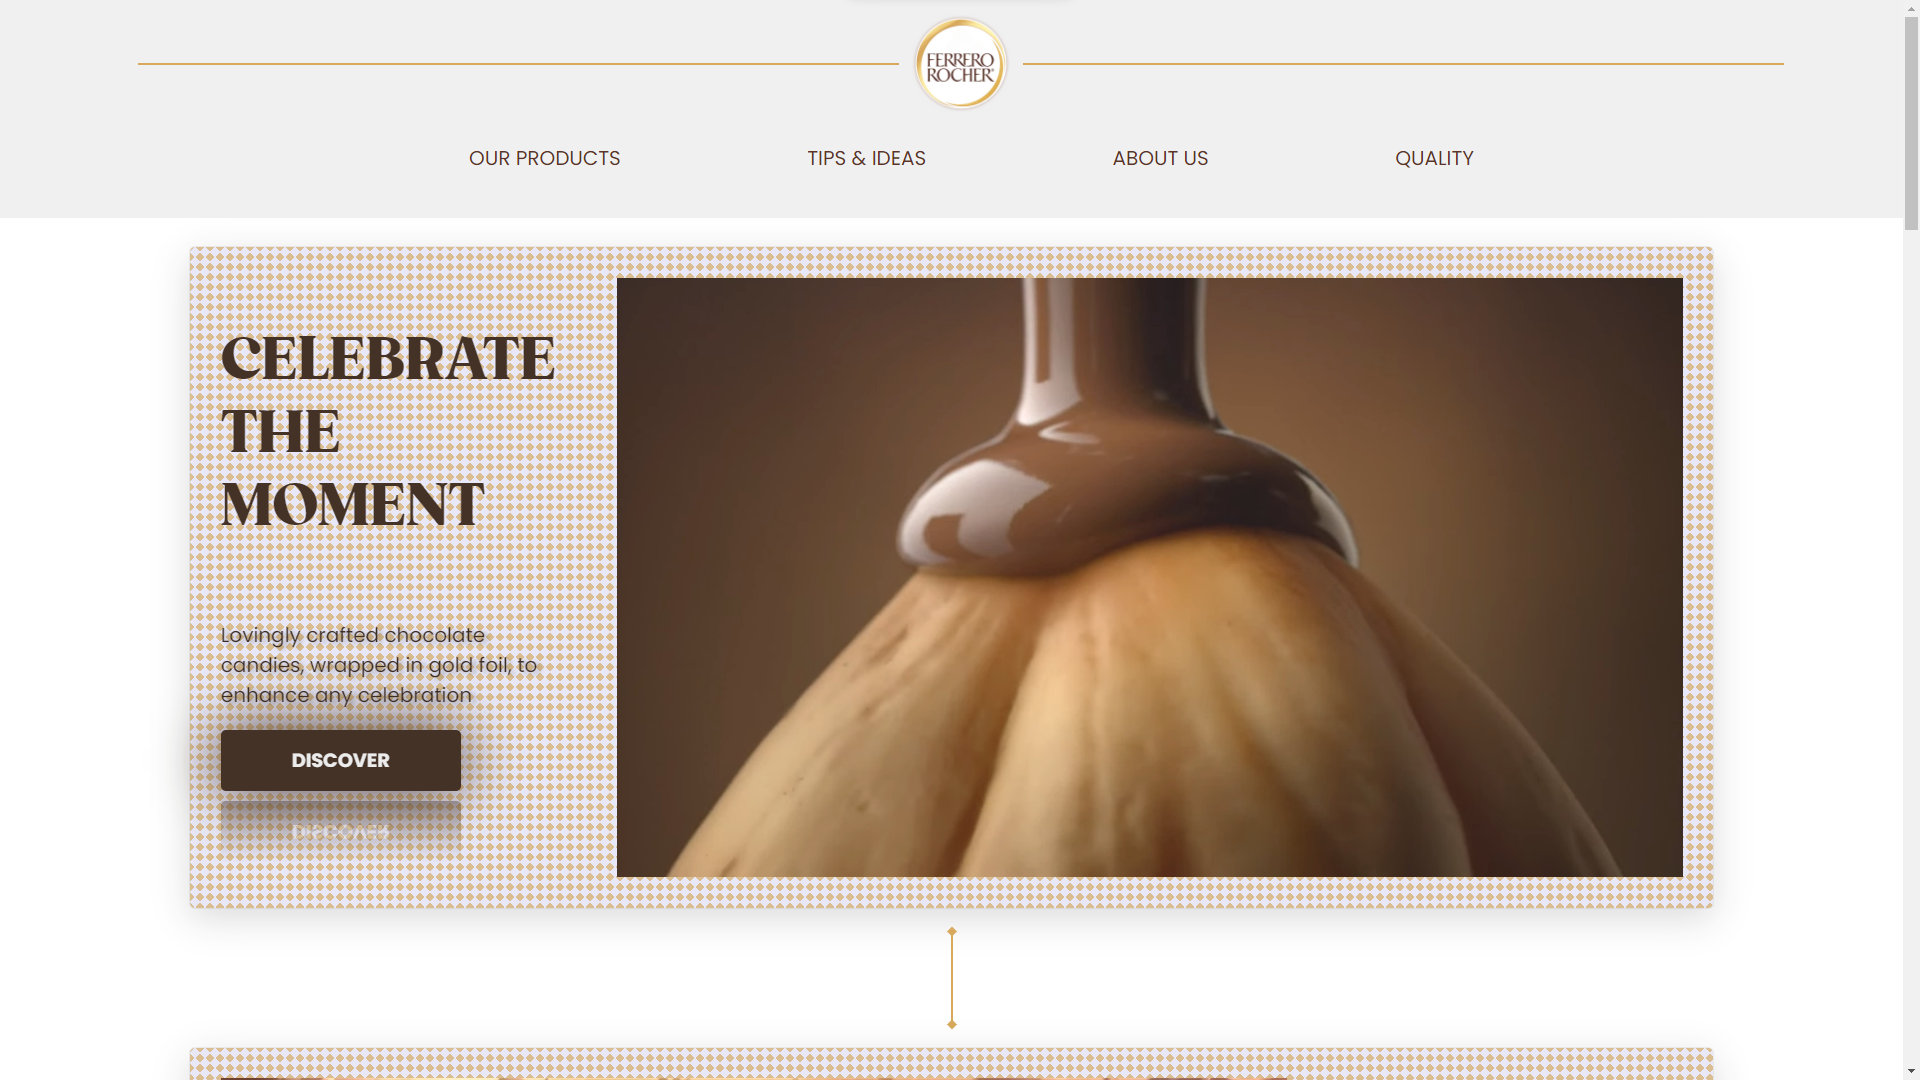 FERRERO
ROCHER
OUR PRODUCTS
TIPS & IDEAS
ABOUT US
QUALITY
CELEBRATE
THE
MOMENT
Lovingly crafted chocolate
candies, wrapped in gold foil, to
enhance any celebration
DISCOVER
DISCOVER